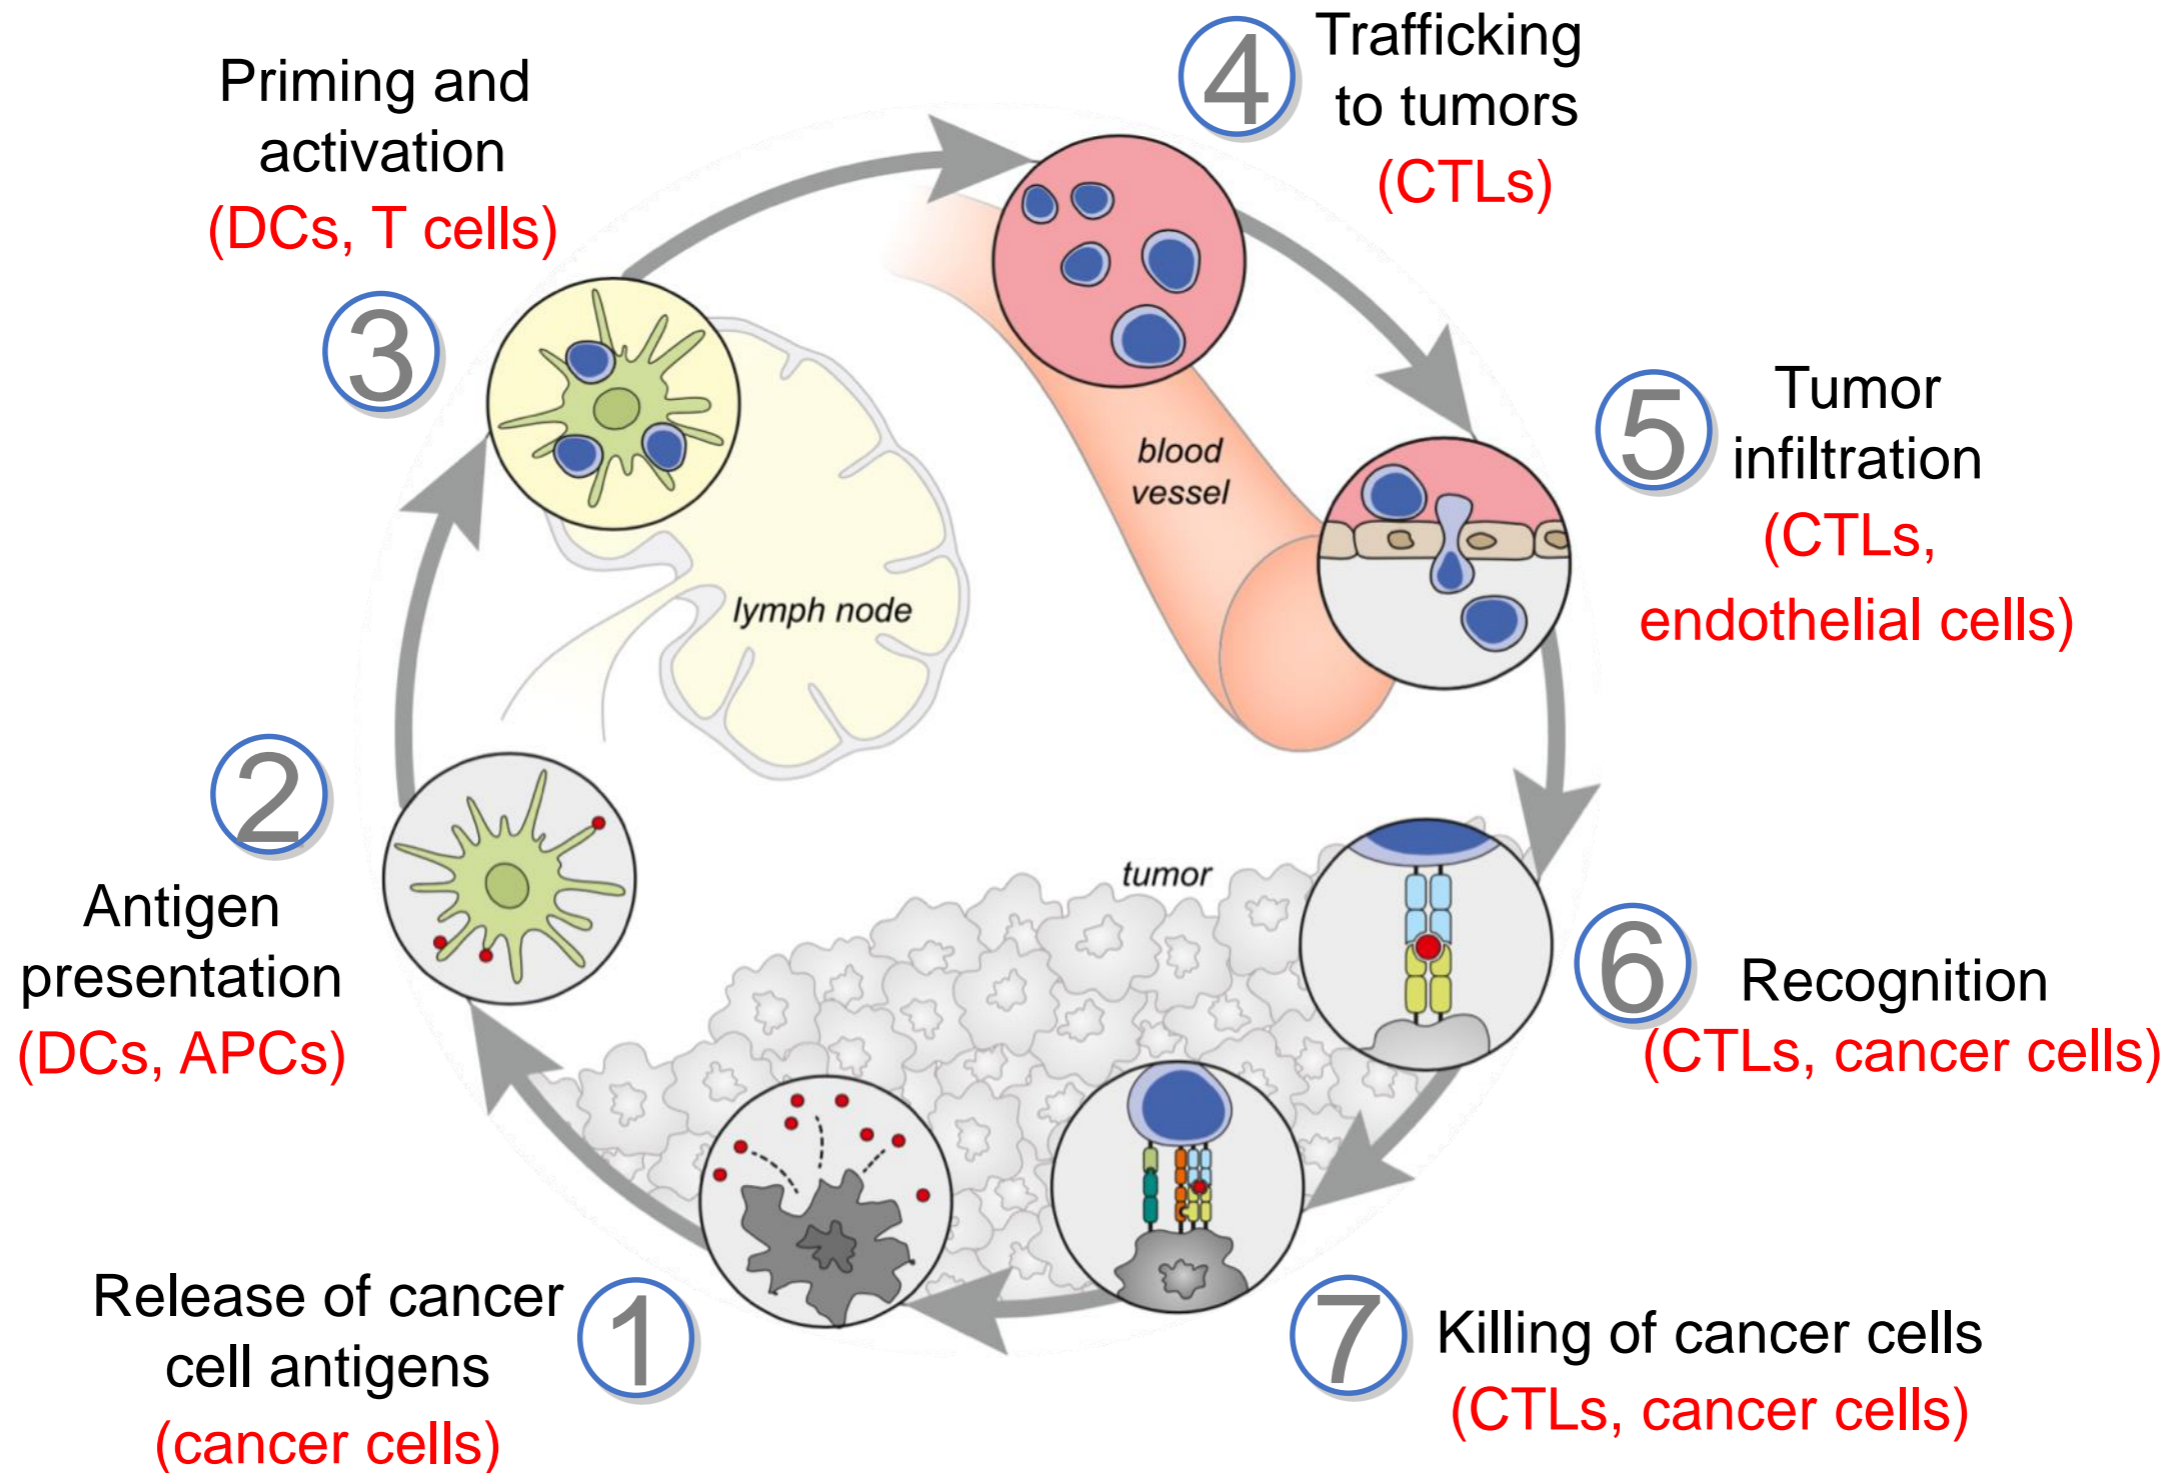 1
Release of cancer
cell antigens
(cancer cells)
2
Antigen
presentation
(DCs, APCs)
3
Priming and
activation
(DCs, T cells)
4
Trafficking
to tumors
(CTLs)
5
Tumor
infiltration
(CTLs,
endothelial cells)
6
Recognition
(CTLs, cancer cells)
7
Killing of cancer cells
(CTLs, cancer cells)
lymph node
blood
vessel
tumor